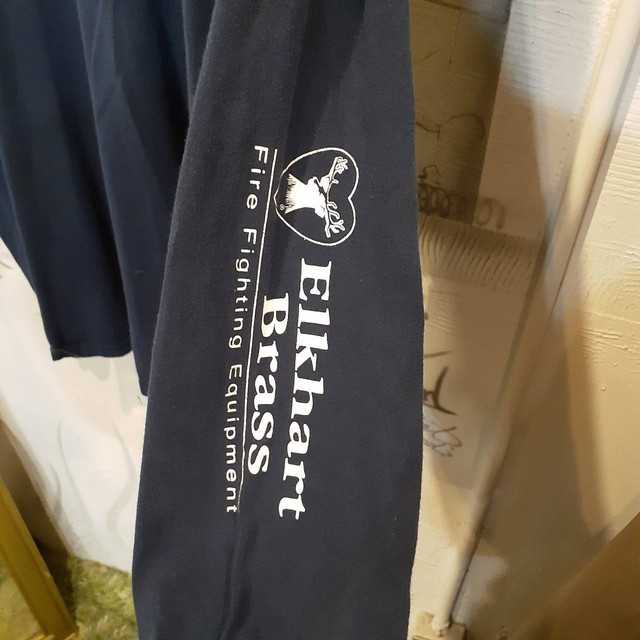 Elkhart
Brass
Fire Fighting Equipment